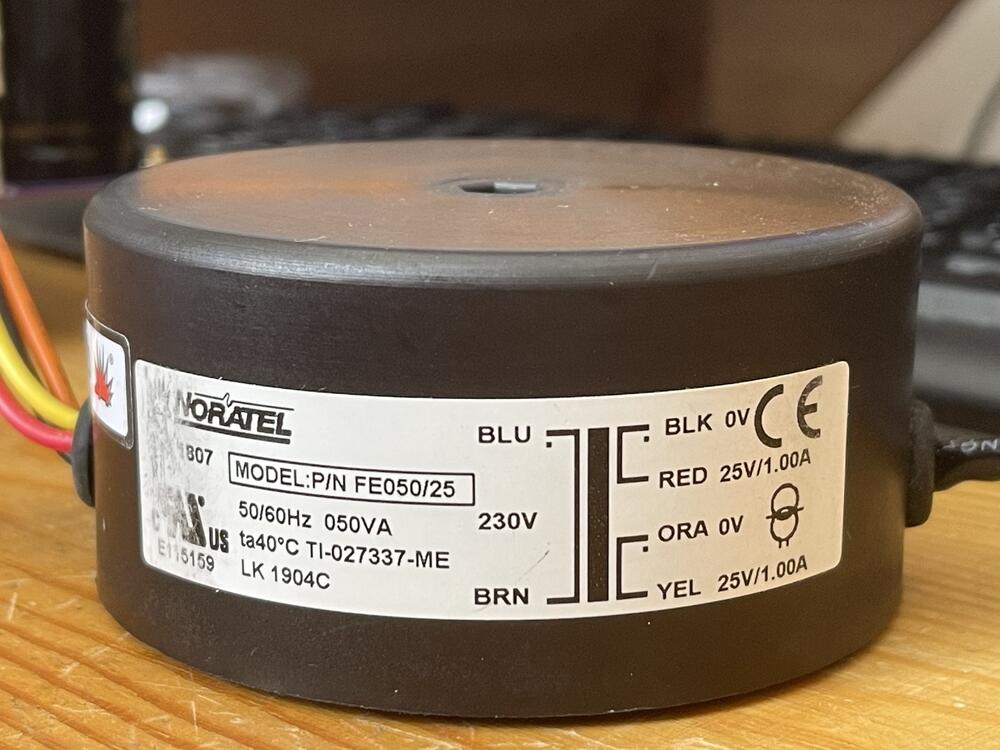 NORATEL
1807
MODEL:P/N FE050/25
50/60Hz 050VA
ta40°C TI-027337-ME
US
E115159
LK 1904C
BLU
230V
BRN
BLK 0V
CE
RED 25V/1.00A
ORA 0V
YEL 25V/1.00A